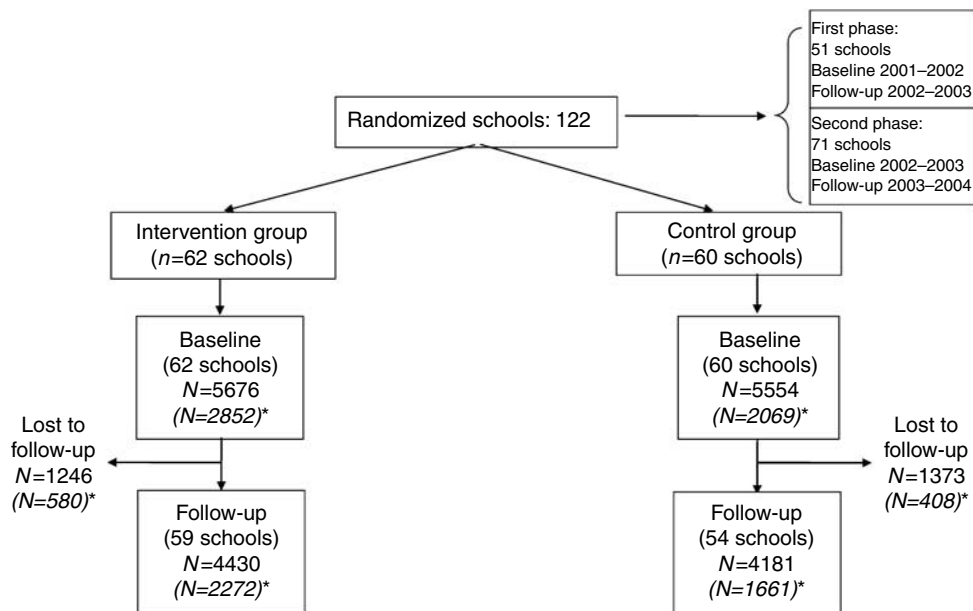 First phase:
51 schools
Baseline 2001–2002
Follow-up 2002–2003
Second phase:
71 schools
Baseline 2002–2003
Follow-up 2003–2004
Randomized schools: 122
Intervention group
(n=62 schools)
Control group
(n=60 schools)
Baseline
(62 schools)
N=5676
(N=2852)*
Baseline
(60 schools)
N=5554
(N=2069)*
Lost to
follow-up
N=1246
(N=580)*
Lost to
follow-up
N=1373
(N=408)*
Follow-up
(59 schools)
N=4430
(N=2272)*
Follow-up
(54 schools)
N=4181
(N=1661)*